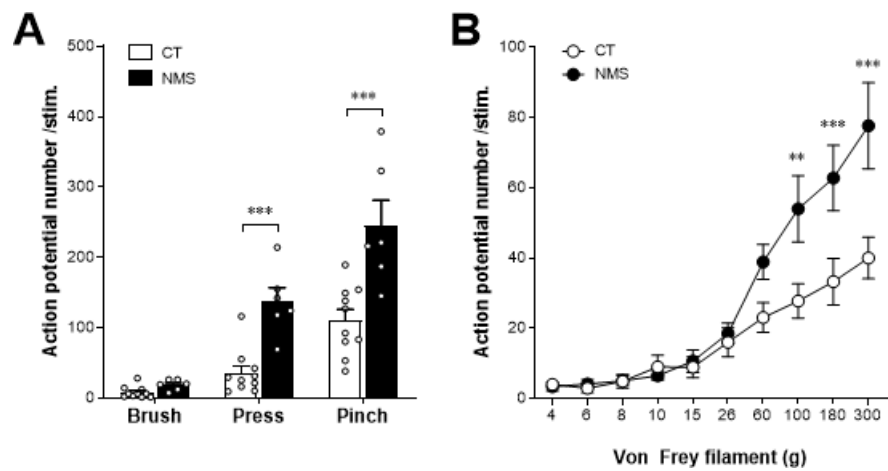 A
CT
NMS
Action potential number /stim.
500
400
300
200
100
0
***
***
Brush Press Pinch
B
CT
NMS
Action potential number /stim.
100
80
60
40
20
0
**
***
***
4 6 8 10 15 26 60 100 180 300
Von Frey filament (g)